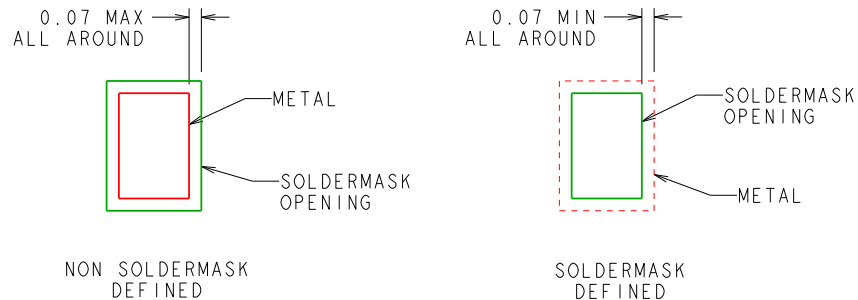 0.07 MAX
ALL AROUND
METAL
SOLDERMASK
OPENING
NON SOLDERMASK
DEFINED
0.07 MIN
ALL AROUND
SOLDERMASK
OPENING
METAL
SOLDERMASK
DEFINED